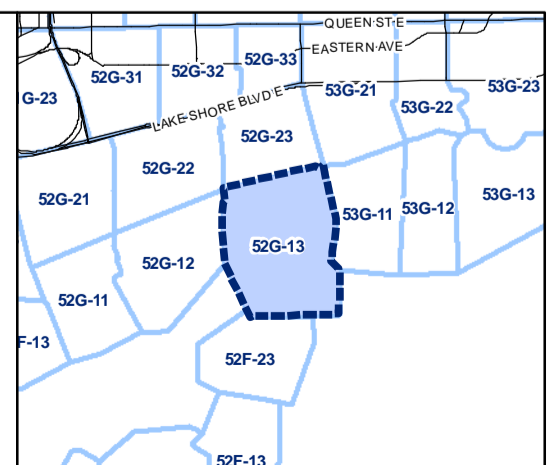 QUEEN ST E
EASTERN AVE
52G-31
52G-32
52G-33
53G-21
53G-23
G-23
53G-22
LAKE SHORE BLVD E
52G-23
52G-22
52G-21
53G-11
53G-12
53G-13
52G-13
52G-12
52G-11
F-13
52F-23
52F-13